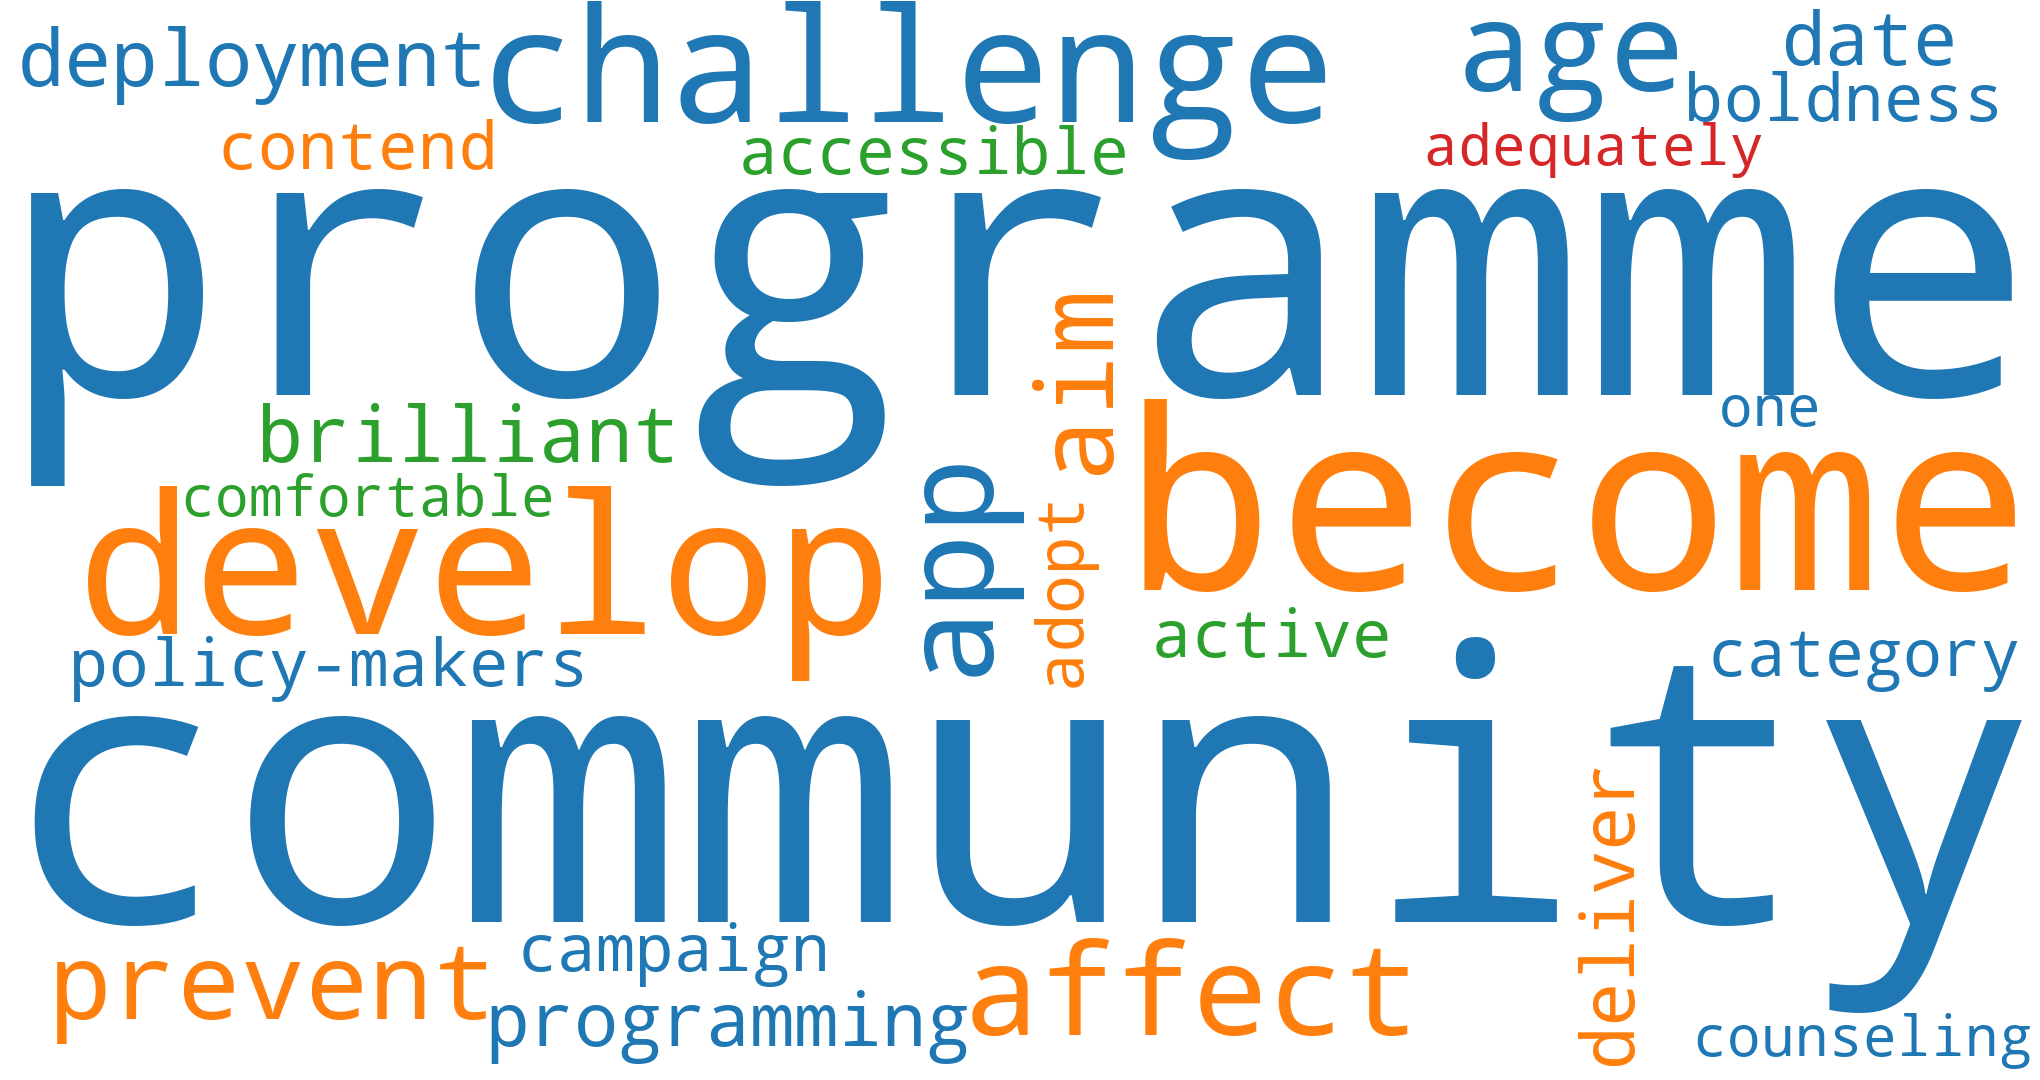 deployment
challenge
age
date
boldness
contend
accessible
adequately
programme
aim
brilliant
one
become
comfortable
develop
app
adopt
active
policy-makers
category
community
deliver
prevent
campaign
affect
programming
counseling